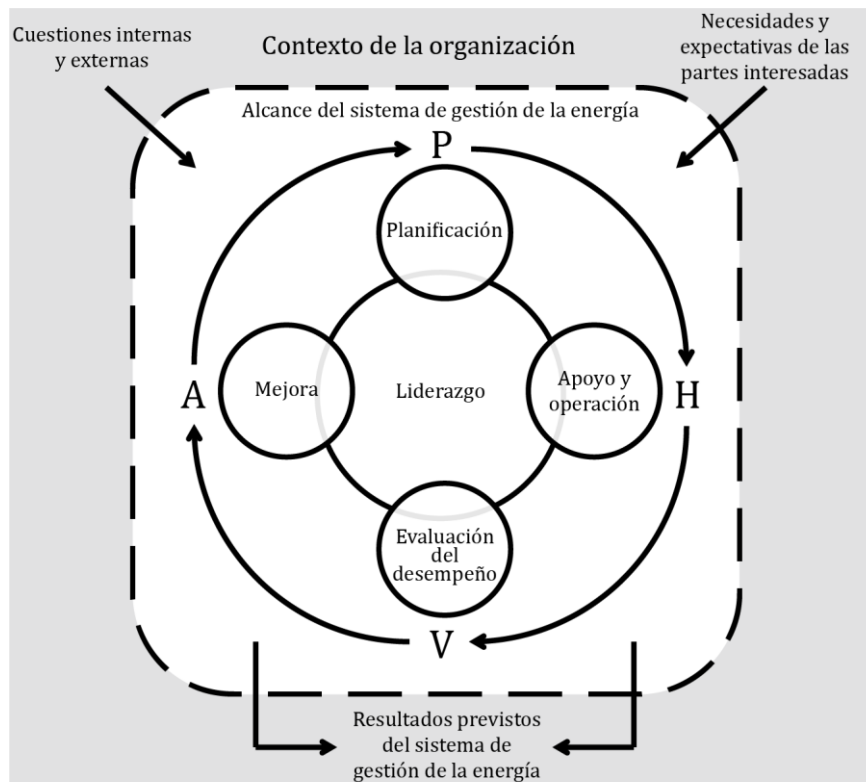 Cuestiones internas
y externas
Contexto de la organización
Necesidades y
expectativas de las
partes interesadas
Alcance del sistema de gestión de la energía
P
Planificación
A
Mejora
Liderazgo
Apoyo y
operación
H
Evaluación
del
desempeño
V
Resultados previstos
del sistema de
gestión de la energía